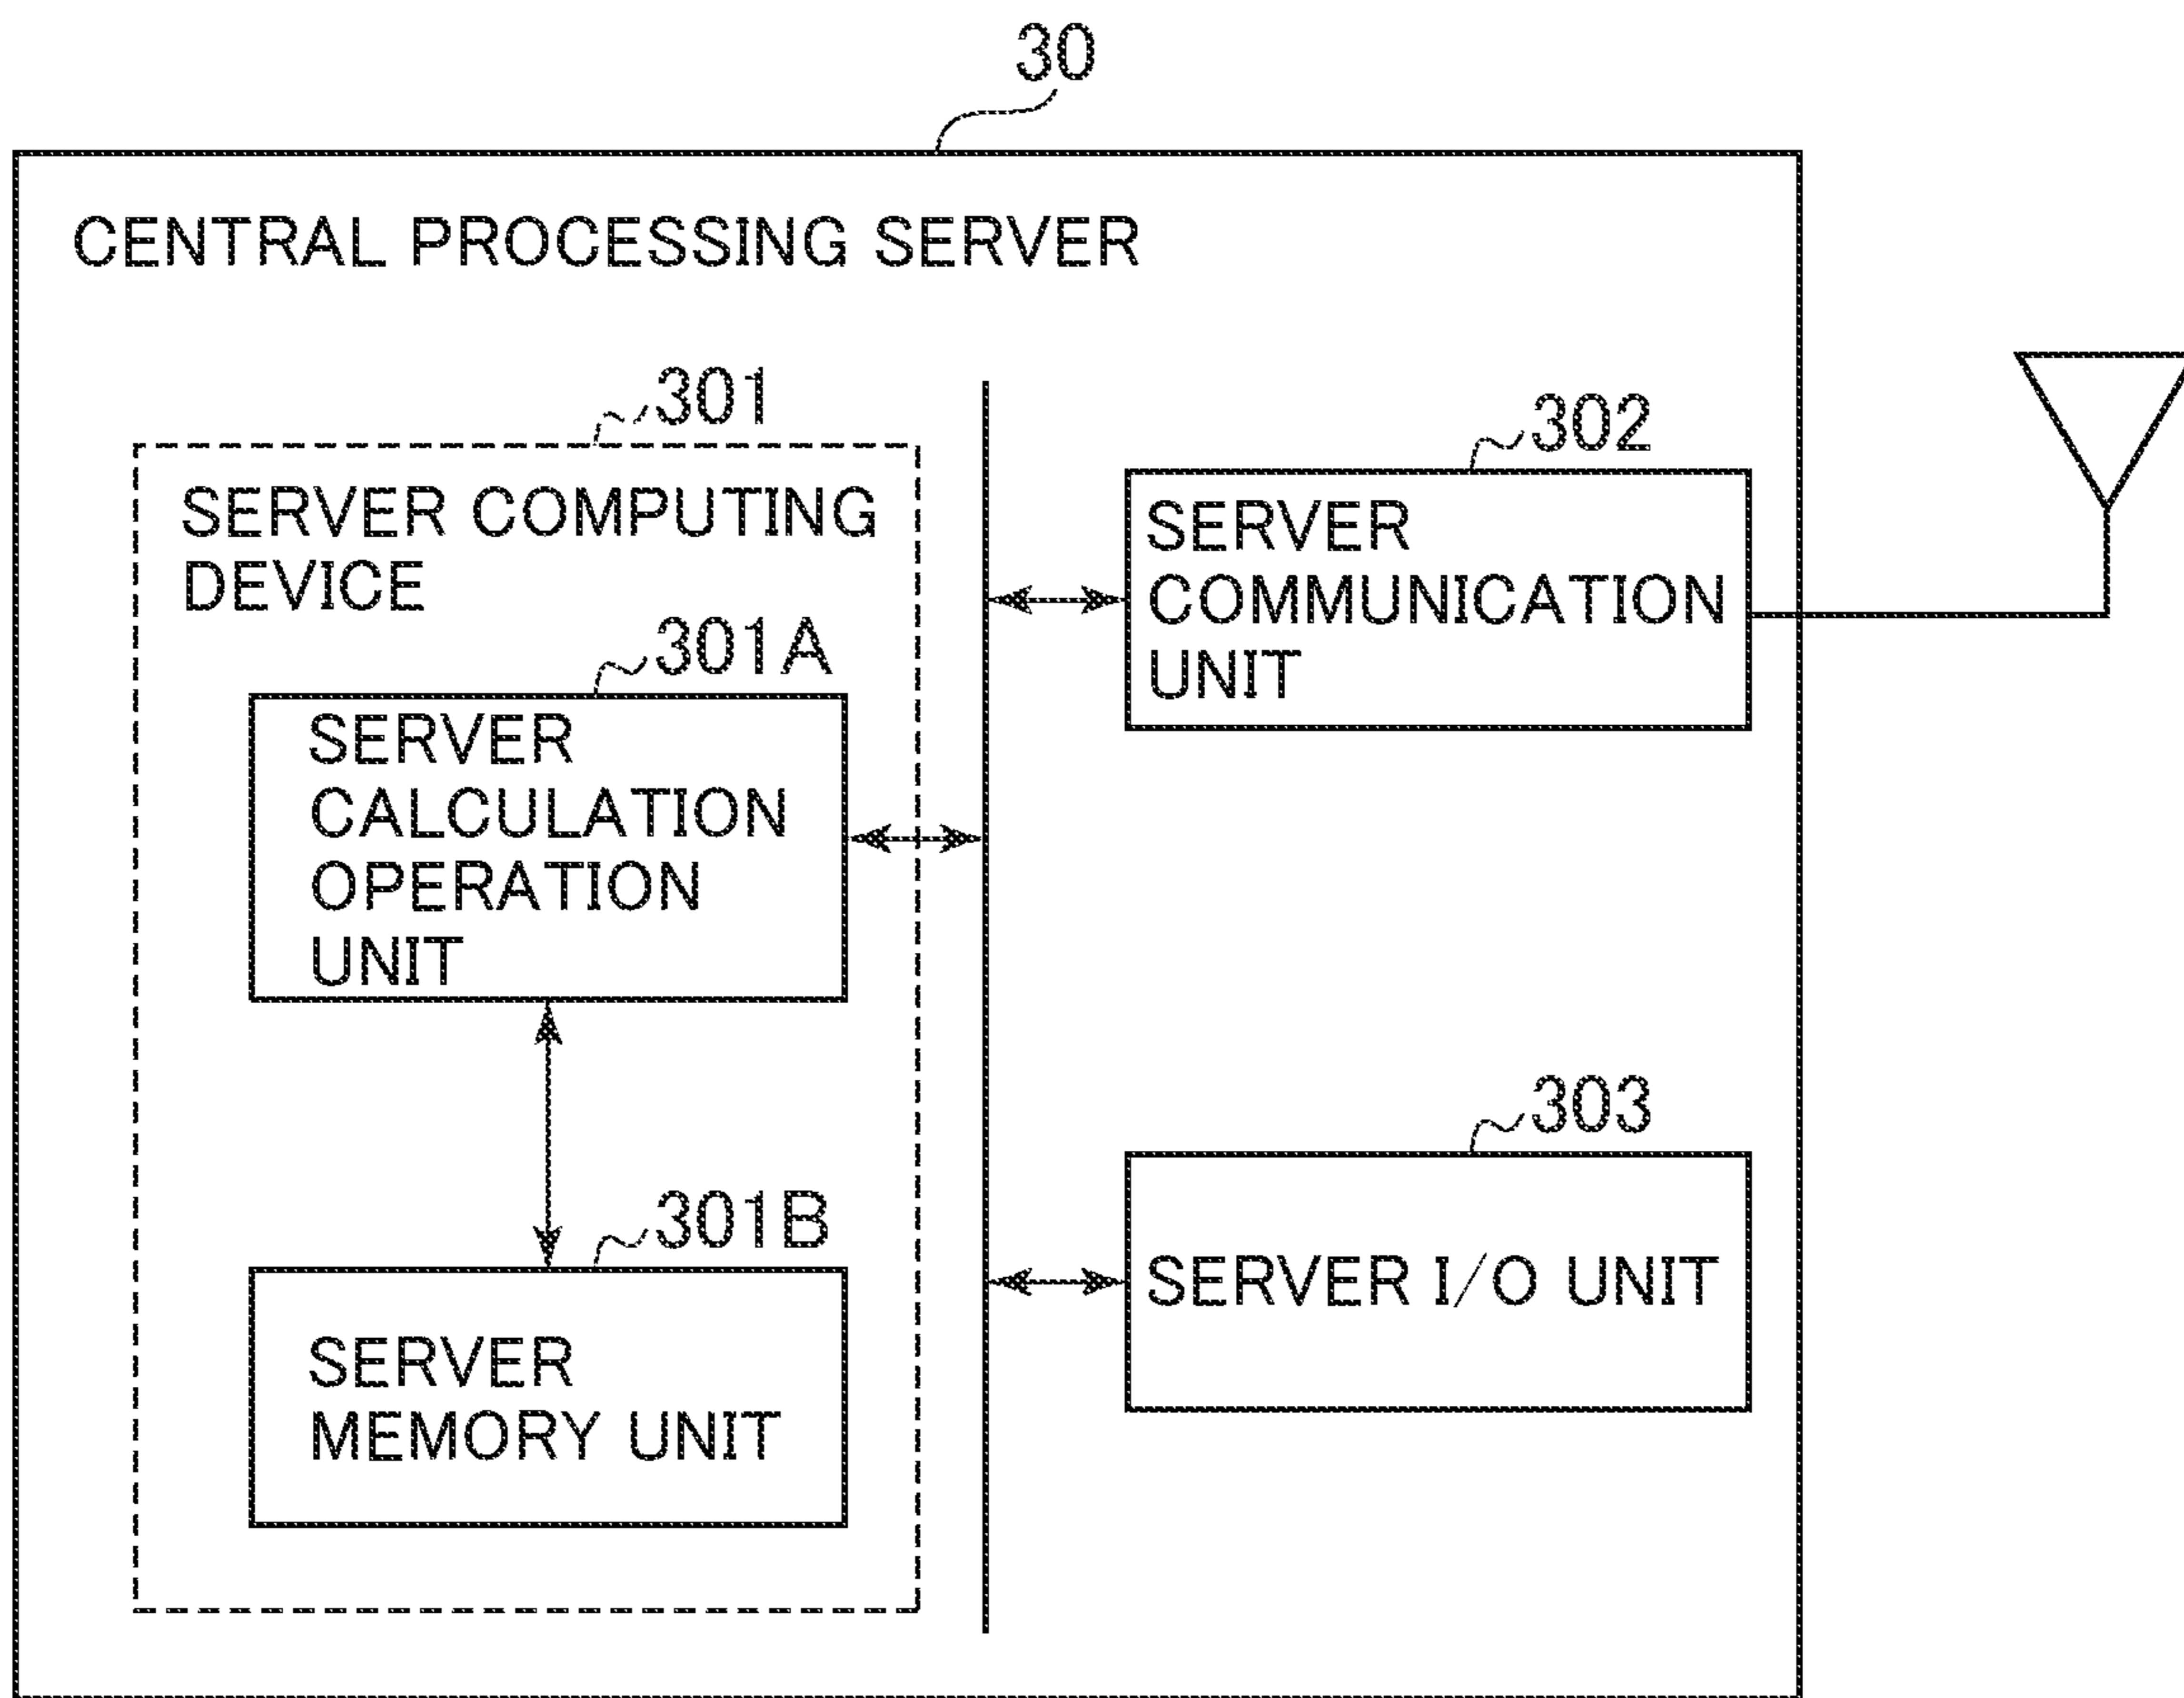 30
CENTRAL PROCESSING SERVER
301
SERVER COMPUTING
DEVICE
301A
SERVER
CALCULATION
OPERATION
UNIT
301B
SERVER
MEMORY UNIT
302
SERVER
COMMUNICATION
UNIT
303
SERVER I/O UNIT